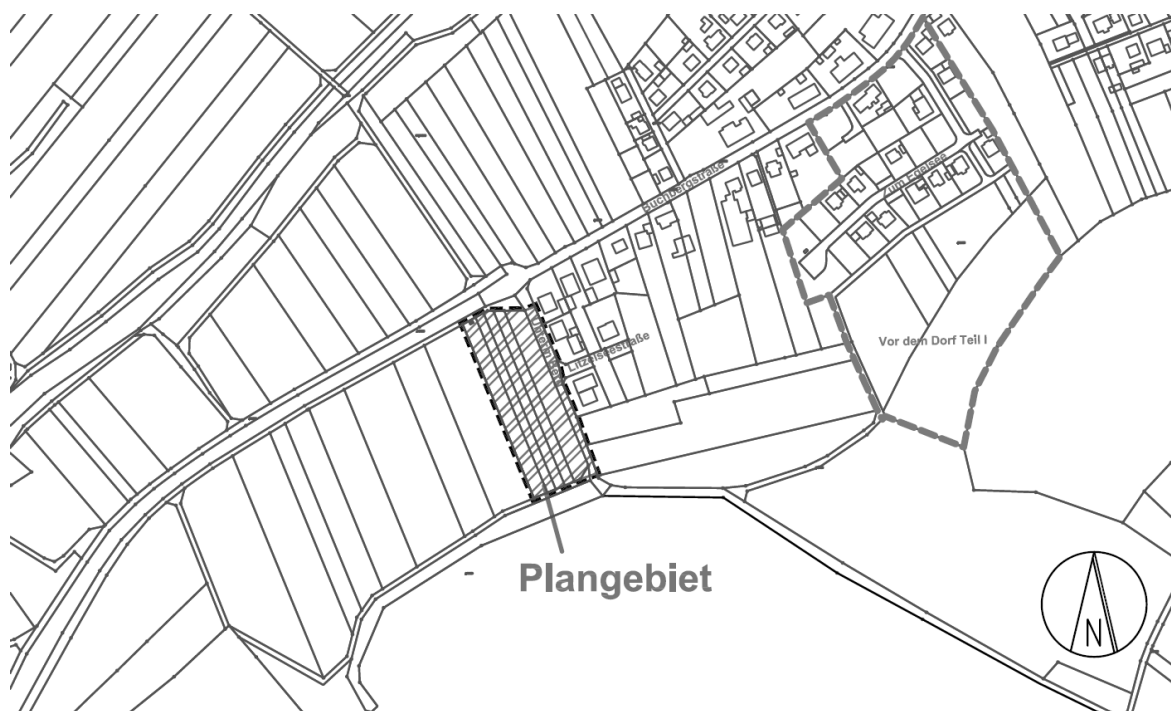 Buchbergstraße
Zum Egelsee
Litzelseestraße
Vor dem Dorf Teil I
Plangebiet
N